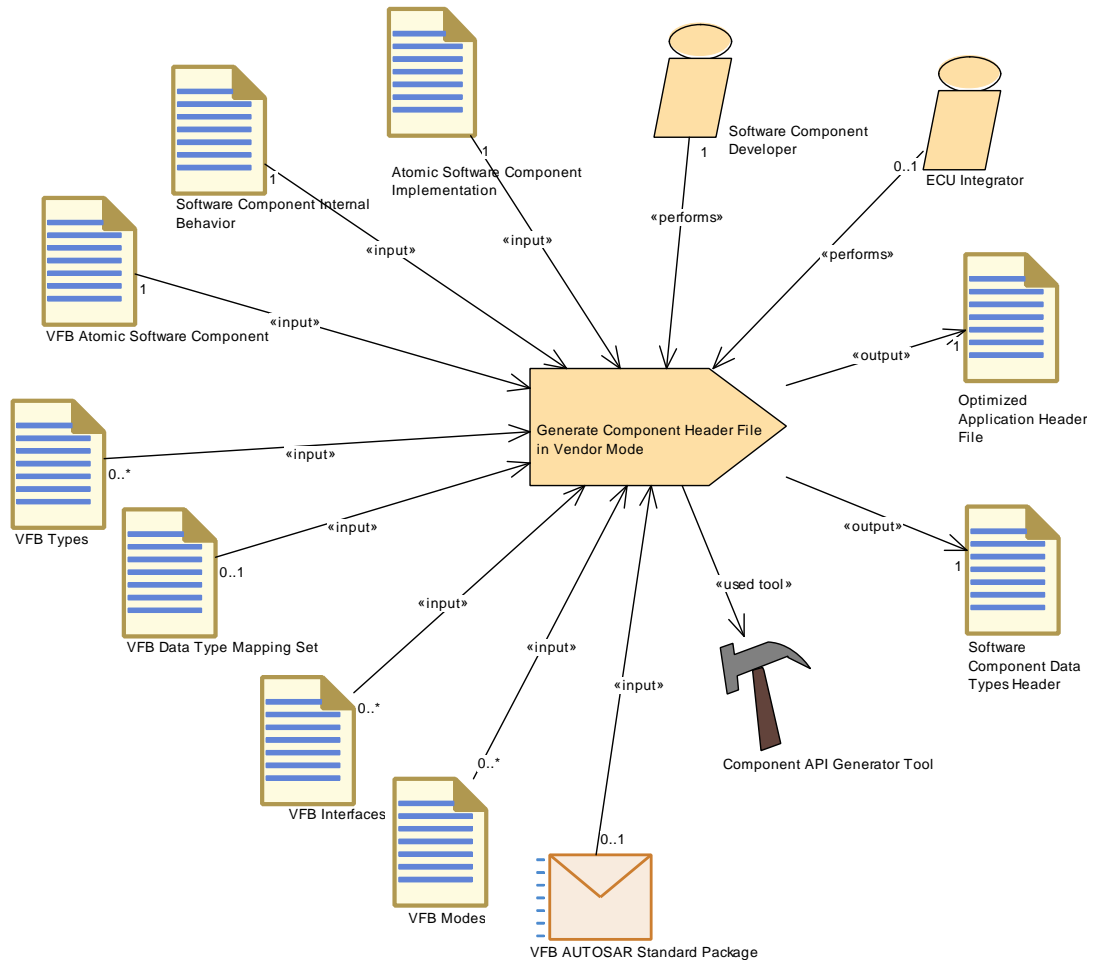 1
Atomic Software Component
Implementation
«input»
1
Software Component Internal
Behavior
«input»
1
Software Component
Developer
«performs»
0..1
ECU Integrator
«performs»
1
VFB Atomic Software Component
«input»
«output»
1
Optimized
Application Header
File
Generate Component Header File
in Vendor Mode
0..*
VFB Types
«input»
0..1
VFB Data Type Mapping Set
«input»
«output»
1
Software
Component Data
Types Header
0..*
VFB Interfaces
«input»
0..*
VFB Modes
«input»
0..1
VFB AUTOSAR Standard Package
«input»
«used tool»
Component API Generator Tool